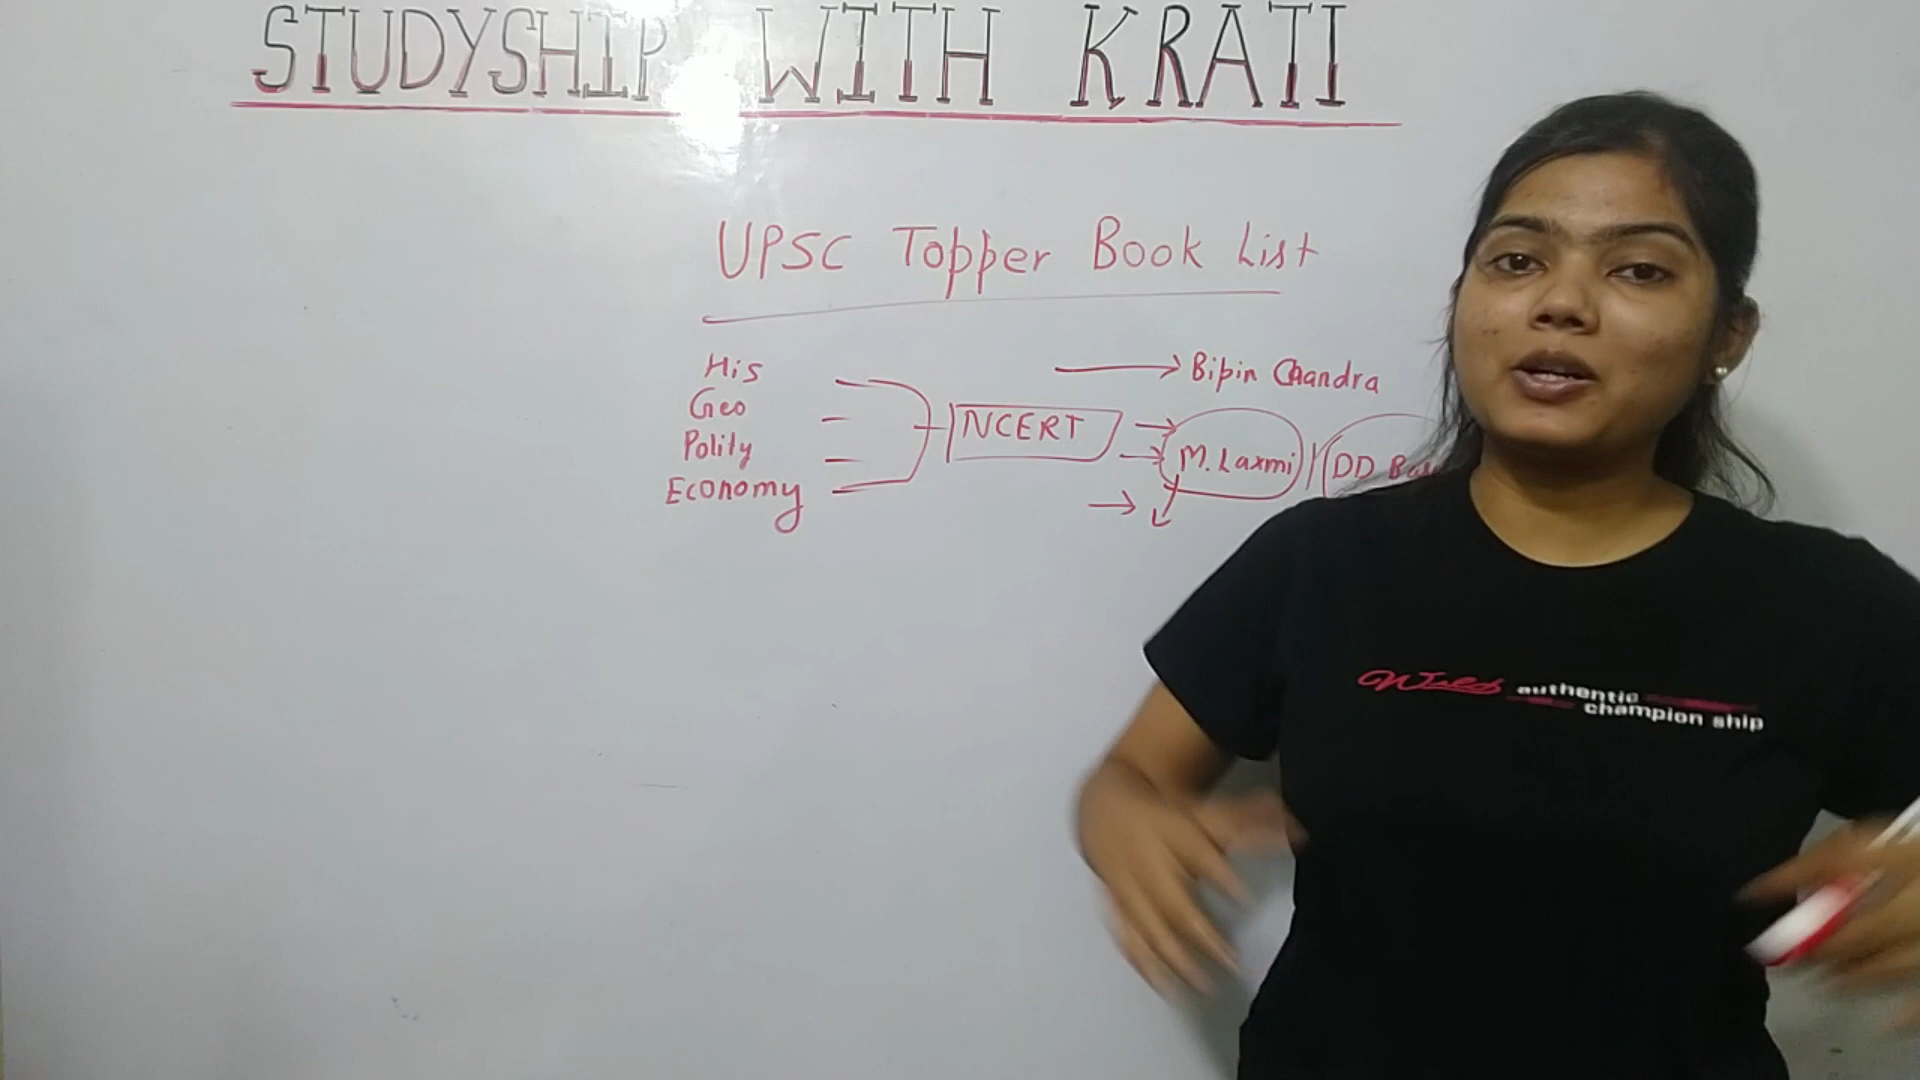 STUDYSHIP WITH KRATI
UPSC Topper Book List
His
Geo
Polity
Economy
NCERT
Bipin Chandra
M. Laxmi
DD
authentic
champion ship